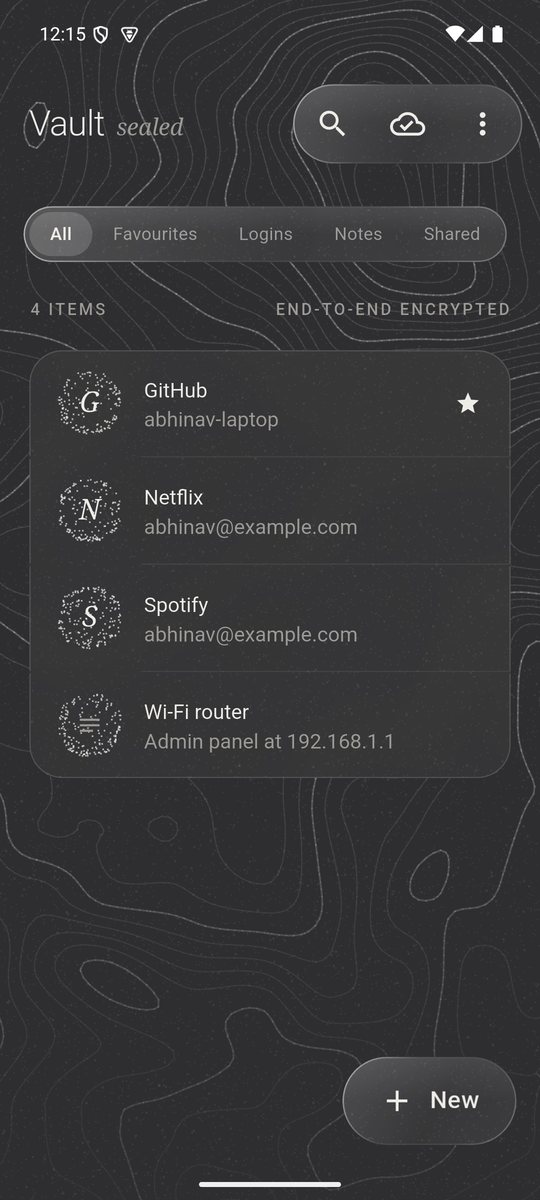 12:15
Vault sealed
All Favourites Logins Notes Shared
4 ITEMS END-TO-END ENCRYPTED
G GitHub
abhinav-laptop
N Netflix
abhinav@example.com
S Spotify
abhinav@example.com
Wi-Fi router
Admin panel at 192.168.1.1
+ New